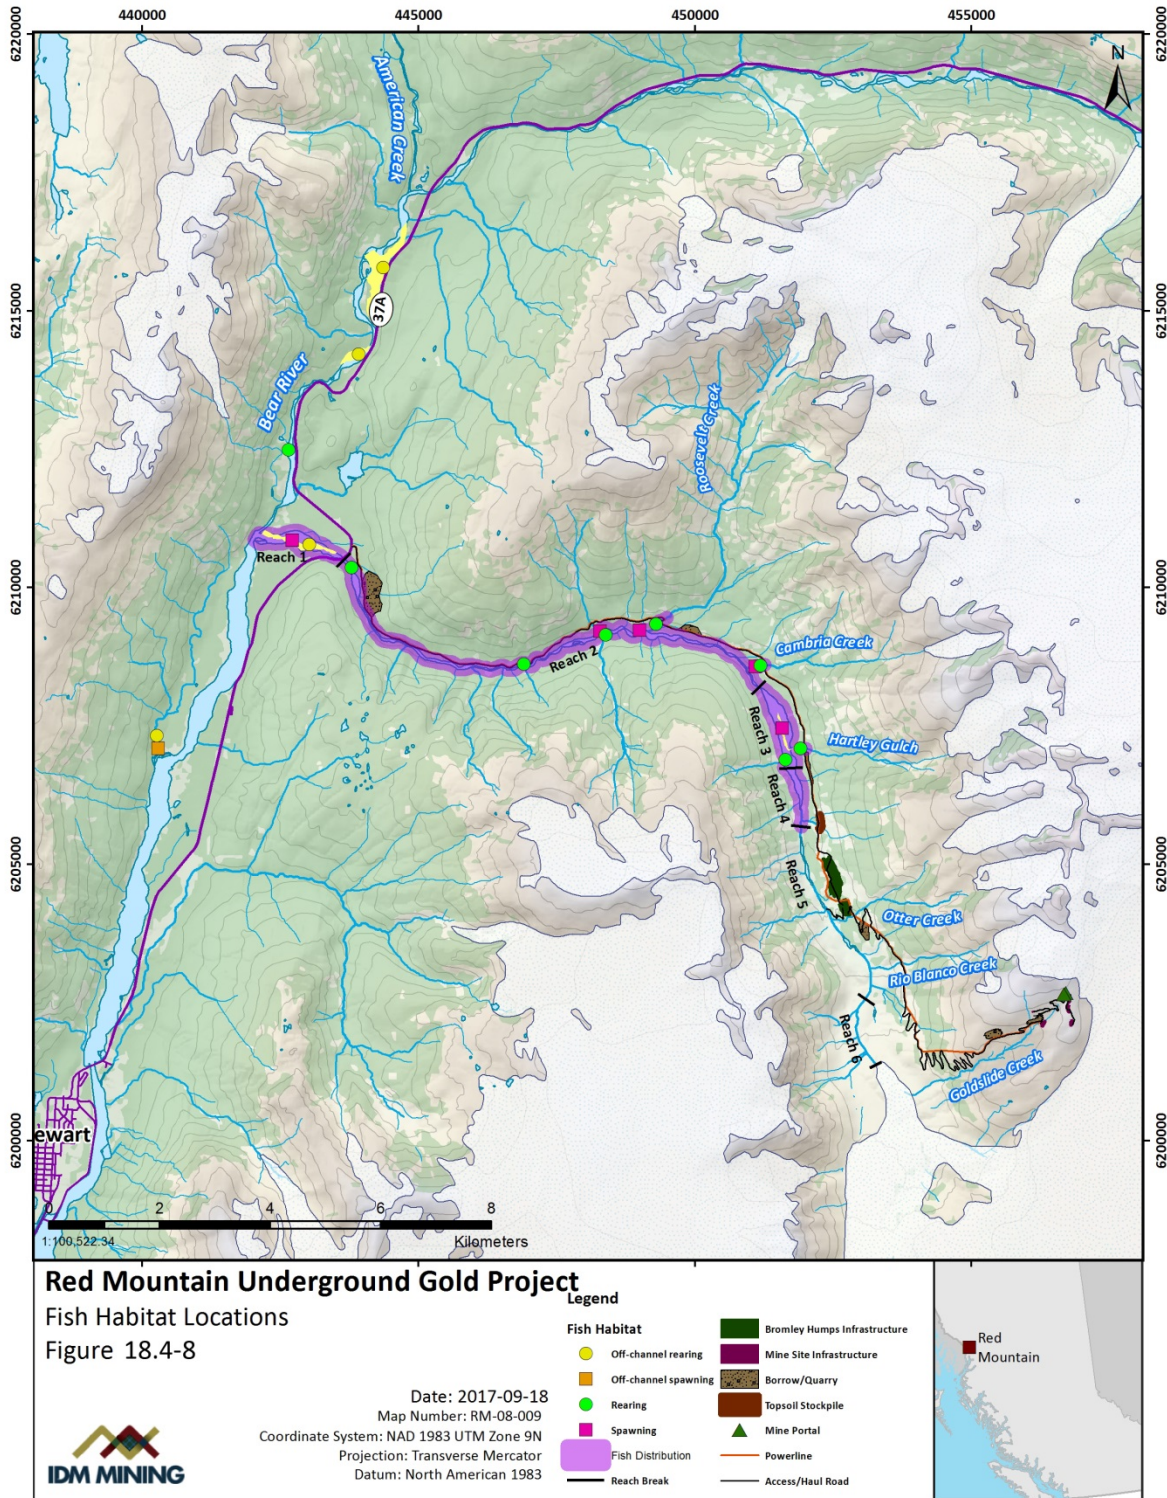 440000 445000 450000 455000
6220000 6220000
N
American Creek
37A
6215000 6215000
Bear River
Roosevelt Creek
Reach 1
6210000 6210000
Reach 2
Cambria Creek
Reach 3
Hartley Gulch
Reach 4
6205000 6205000
Reach 5
Otter Creek
Rio Blanco Creek
Reach 6
Goldslide Creek
6200000 6200000
ewart
0 2 4 6 8
1:100,522.34 Kilometers
Red Mountain Underground Gold Project
Fish Habitat Locations
Figure 18.4-8
Date: 2017-09-18
Map Number: RM-08-009
Coordinate System: NAD 1983 UTM Zone 9N
Projection: Transverse Mercator
Datum: North American 1983
IDM MINING
Legend
Fish Habitat
Off-channel rearing
Off-channel spawning
Rearing
Spawning
Fish Distribution
Reach Break
Bromley Humps Infrastructure
Mine Site Infrastructure
Borrow/Quarry
Topsoil Stockpile
Mine Portal
Powerline
Access/Haul Road
Red
Mountain